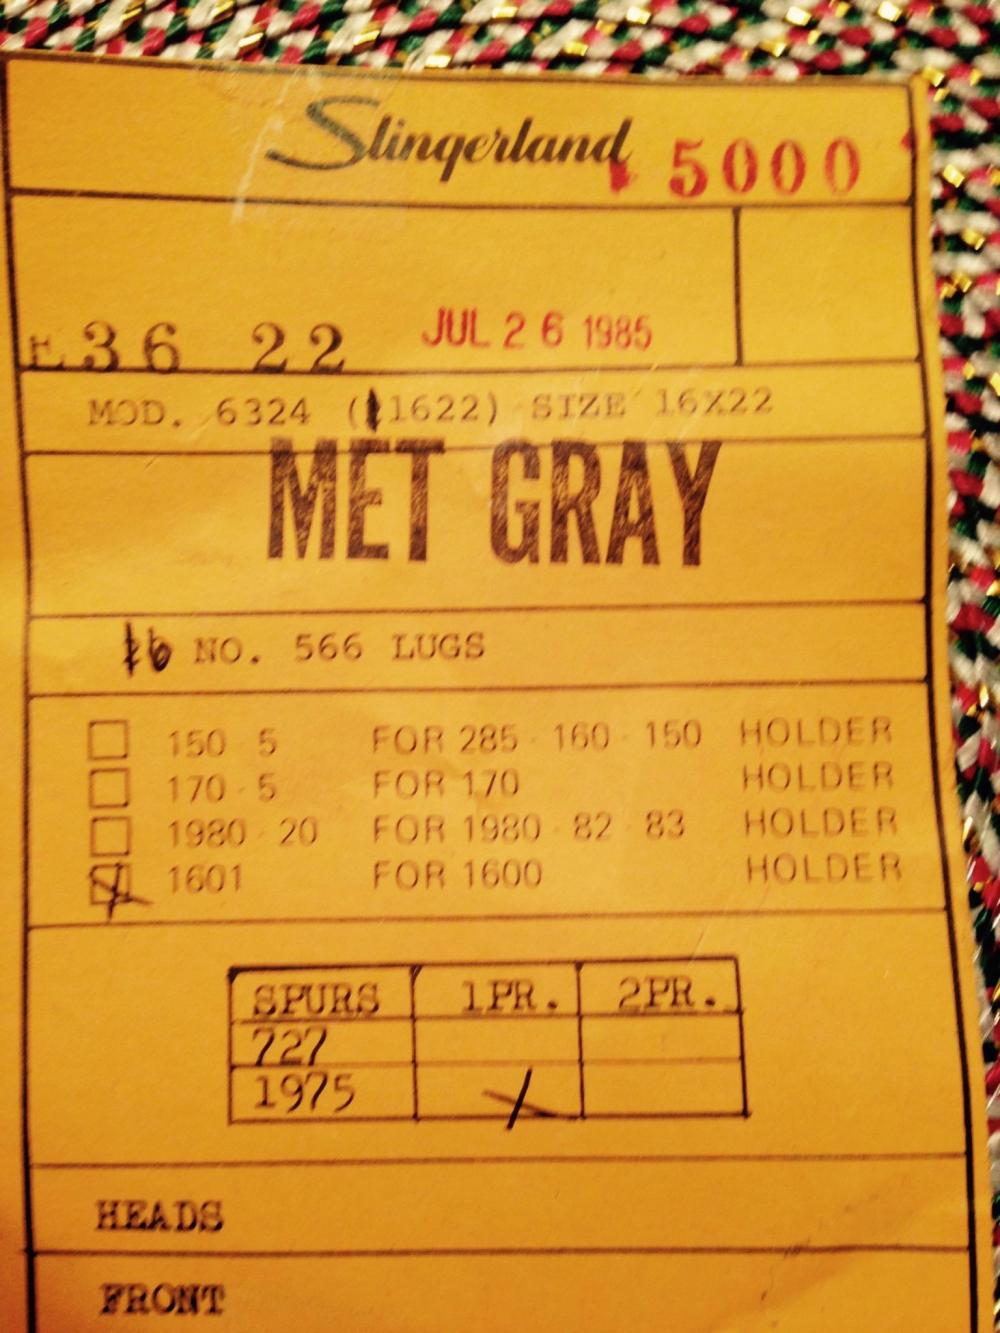 Slingerland 5000
E36 22 JUL 26 1985
MOD. 6324 (1622) SIZE 16X22
MET GRAY
16 NO. 566 LUGS
150-5 FOR 285-160-150 HOLDER
170-5 FOR 170 HOLDER
1980-20 FOR 1980-82-83 HOLDER
1601 FOR 1600 HOLDER
SPURS 1PR. 2PR.
727
1975
HEADS
FRONT